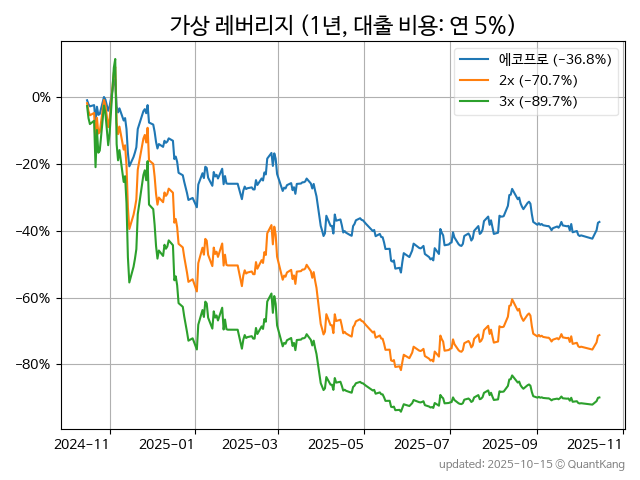 가상 레버리지 (1년, 대출 비용: 연 5%)
에코프로 (-36.8%)
2x (-70.7%)
3x (-89.7%)
0%
−20%
−40%
−60%
−80%
2024-11 2025-01 2025-03 2025-05 2025-07 2025-09 2025-11
updated: 2025-10-15 © QuantKang